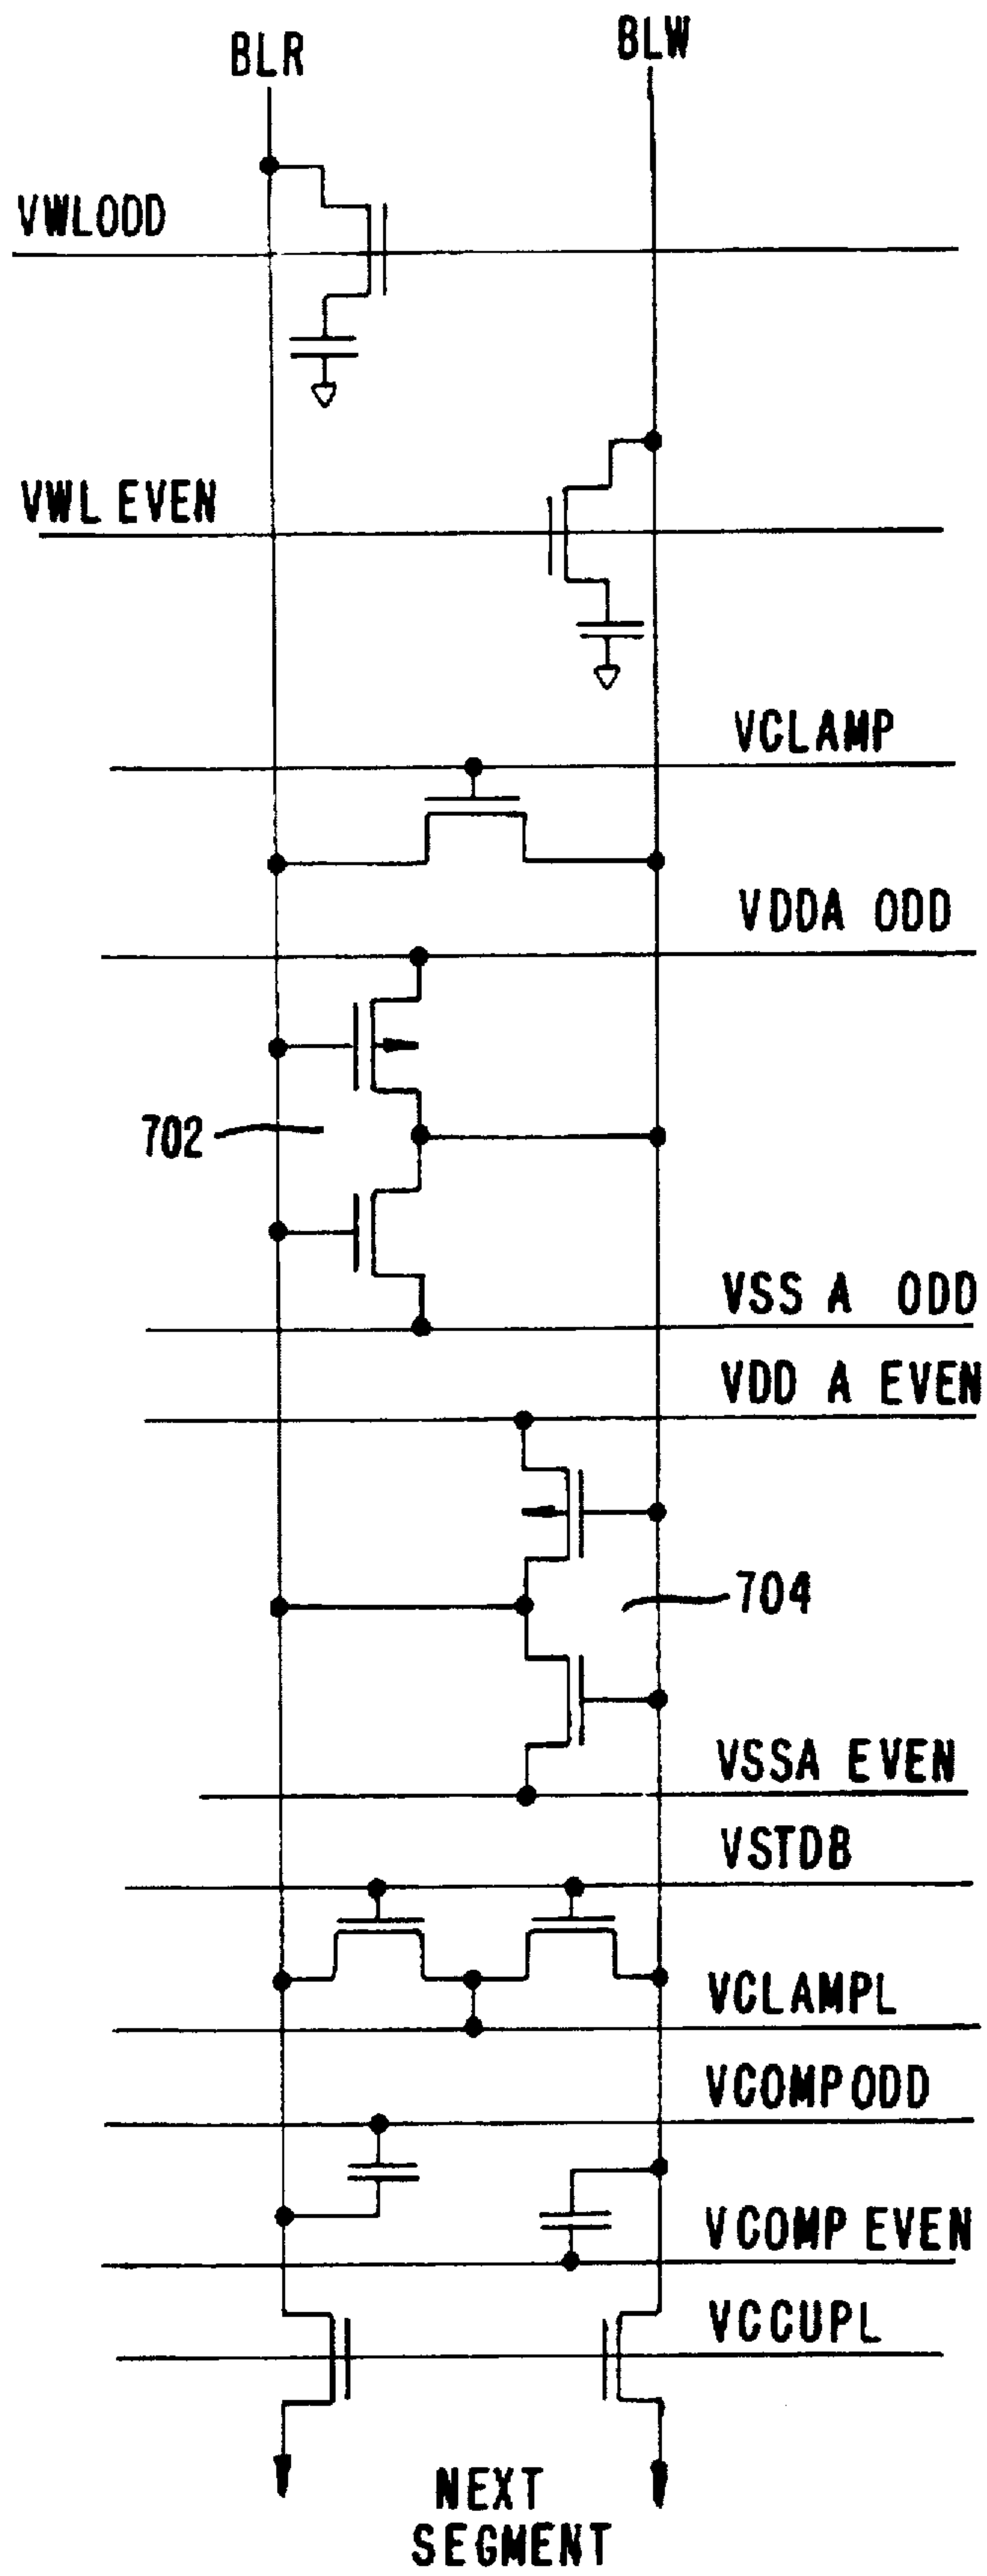 BLR
BLW
VWLODD
VWL EVEN
VCLAMP
VDDA ODD
702
VSS A ODD
VDD A EVEN
704
VSSA EVEN
VSTDB
VCLAMPL
VCOMPODD
VCOMP EVEN
VCCUPL
NEXT
SEGMENT